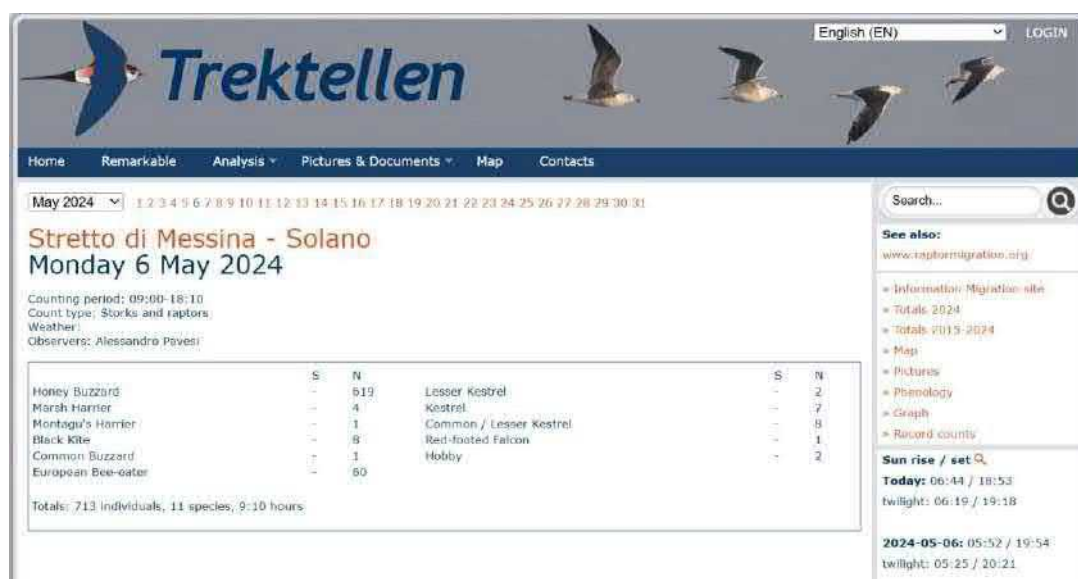 English (EN) LOGIN
Trektellen
Home Remarkable Analysis Pictures & Documents Map Contacts
May 2024 1 2 3 4 5 6 7 8 9 10 11 12 13 14 15 16 17 18 19 20 21 22 23 24 25 26 27 28 29 30 31
Stretto di Messina - Solano
Monday 6 May 2024
Counting period: 09:00-18:10
Count type: Storks and raptors
Weather:
Observers: Alessandro Pavesi
S N S N
Honey Buzzard - 619 Lesser Kestrel - 2
Marsh Harrier - 4 Kestrel - 7
Montagu's Harrier - 1 Common / Lesser Kestrel - 8
Black Kite - 8 Red-footed Falcon - 1
Common Buzzard - 1 Hobby - 2
European Bee-eater - 60
Totals: 713 individuals, 11 species, 9:10 hours
Search...
See also:
www.raptormigration.org
» Information Migration site
» Totals 2024
» Totals 2015-2024
» Map
» Pictures
» Phenology
» Graph
» Record counts
Sun rise / set
Today: 06:44 / 18:53
twilight: 06:19 / 19:18
2024-05-06: 05:52 / 19:54
twilight: 05:25 / 20:21